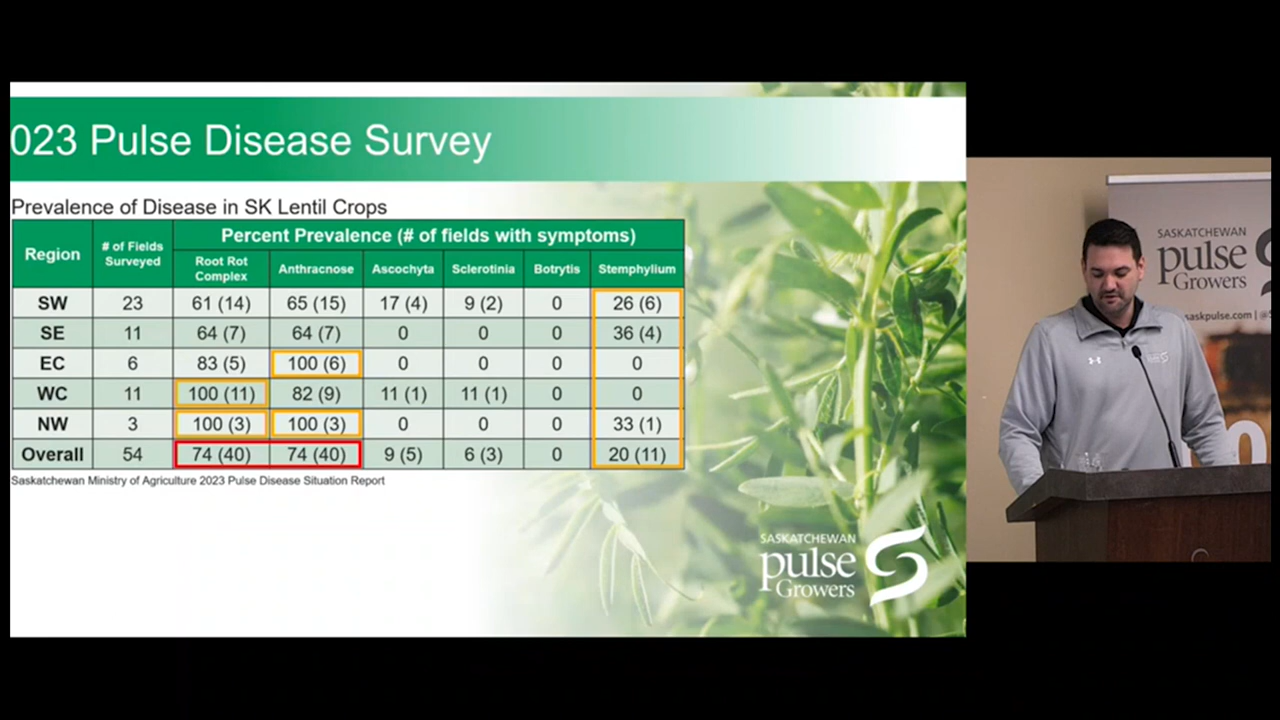 023 Pulse Disease Survey
Prevalence of Disease in SK Lentil Crops
Region # of Fields Surveyed Percent Prevalence (# of fields with symptoms)
Root Rot Complex Anthracnose Ascochyta Sclerotinia Botrytis Stemphylium
SW 23 61 (14) 65 (15) 17 (4) 9 (2) 0 26 (6)
SE 11 64 (7) 64 (7) 0 0 0 36 (4)
EC 6 83 (5) 100 (6) 0 0 0 0
WC 11 100 (11) 82 (9) 11 (1) 11 (1) 0 0
NW 3 100 (3) 100 (3) 0 0 0 33 (1)
Overall 54 74 (40) 74 (40) 9 (5) 6 (3) 0 20 (11)
Saskatchewan Ministry of Agriculture 2023 Pulse Disease Situation Report
SASKATCHEWAN
pulse
Growers
SASKATCHEWAN
pulse
Growers
saskpulse.com | @S